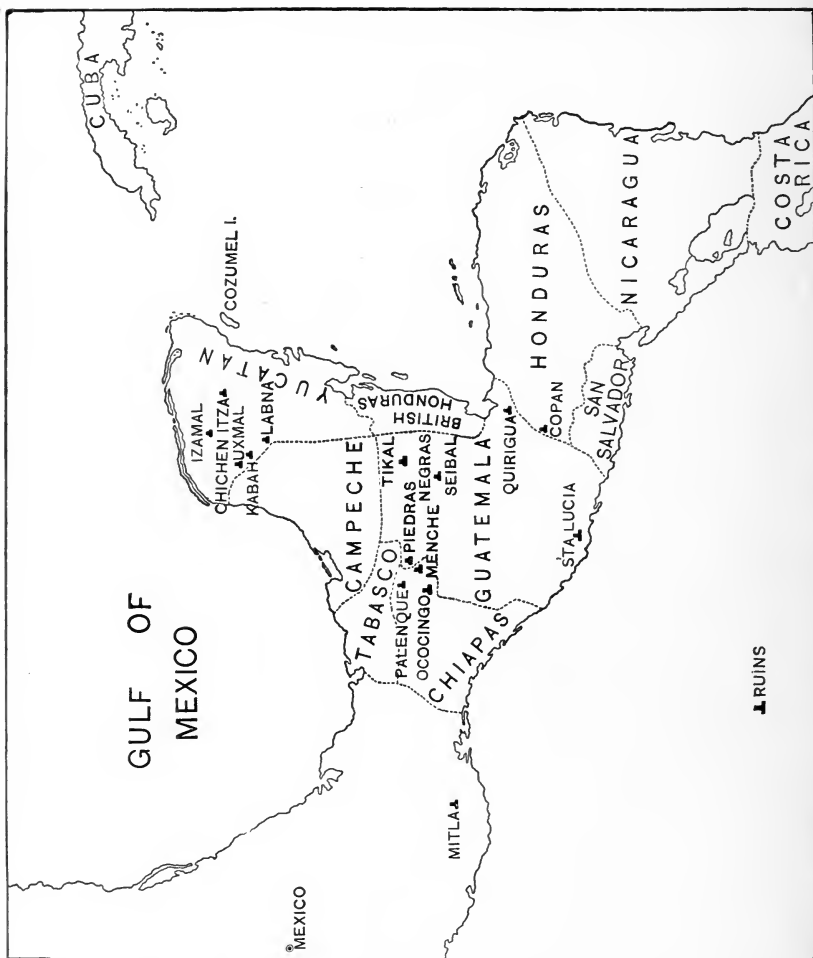 GULF OF
MEXICO
CUBA
COZUMEL I.
YUCATAN
IZAMAL
CHICHEN ITZA
UXMAL
KABAH
LABNA
CAMPECHE
BRITISH
HONDURAS
TIKAL
TABASCO
PIEDRAS
NEGRAS
MENCHE
SEIBAL
PALENQUE
OCOCINGO
CHIAPAS
GUATEMALA
QUIRIGUA
COPAN
HONDURAS
NICARAGUA
SAN
SALVADOR
COSTA
RICA
STA LUCIA
MITLA
MEXICO
RUINS